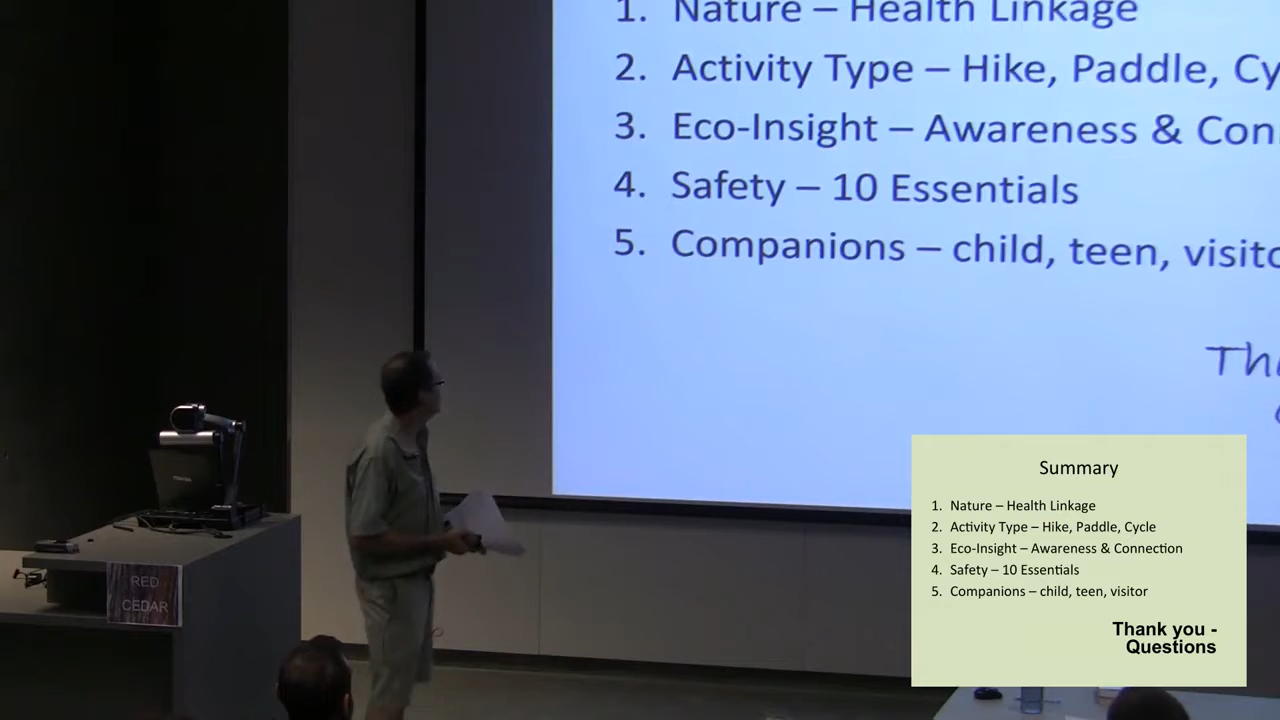 1. Nature – Health Linkage
2. Activity Type – Hike, Paddle, Cy
3. Eco-Insight – Awareness & Con
4. Safety – 10 Essentials
5. Companions – child, teen, visito
Th
TOSHIBA
RED
CEDAR
Summary
1. Nature – Health Linkage
2. Activity Type – Hike, Paddle, Cycle
3. Eco-Insight – Awareness & Connection
4. Safety – 10 Essentials
5. Companions – child, teen, visitor
Thank you -
Questions